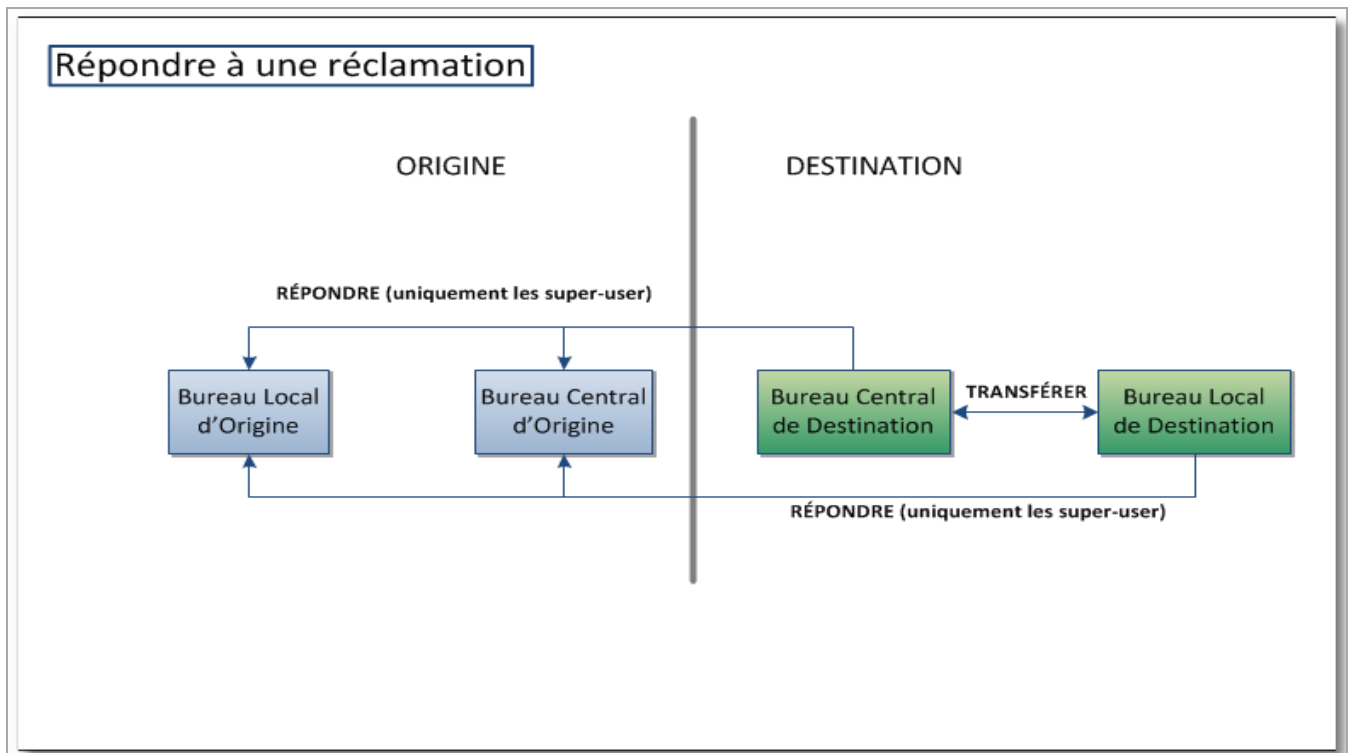 Répondre à une réclamation
ORIGINE
DESTINATION
RÉPONDRE (uniquement les super-user)
Bureau Local
d’Origine
Bureau Central
d’Origine
Bureau Central
de Destination
TRANSFÉRER
Bureau Local
de Destination
RÉPONDRE (uniquement les super-user)